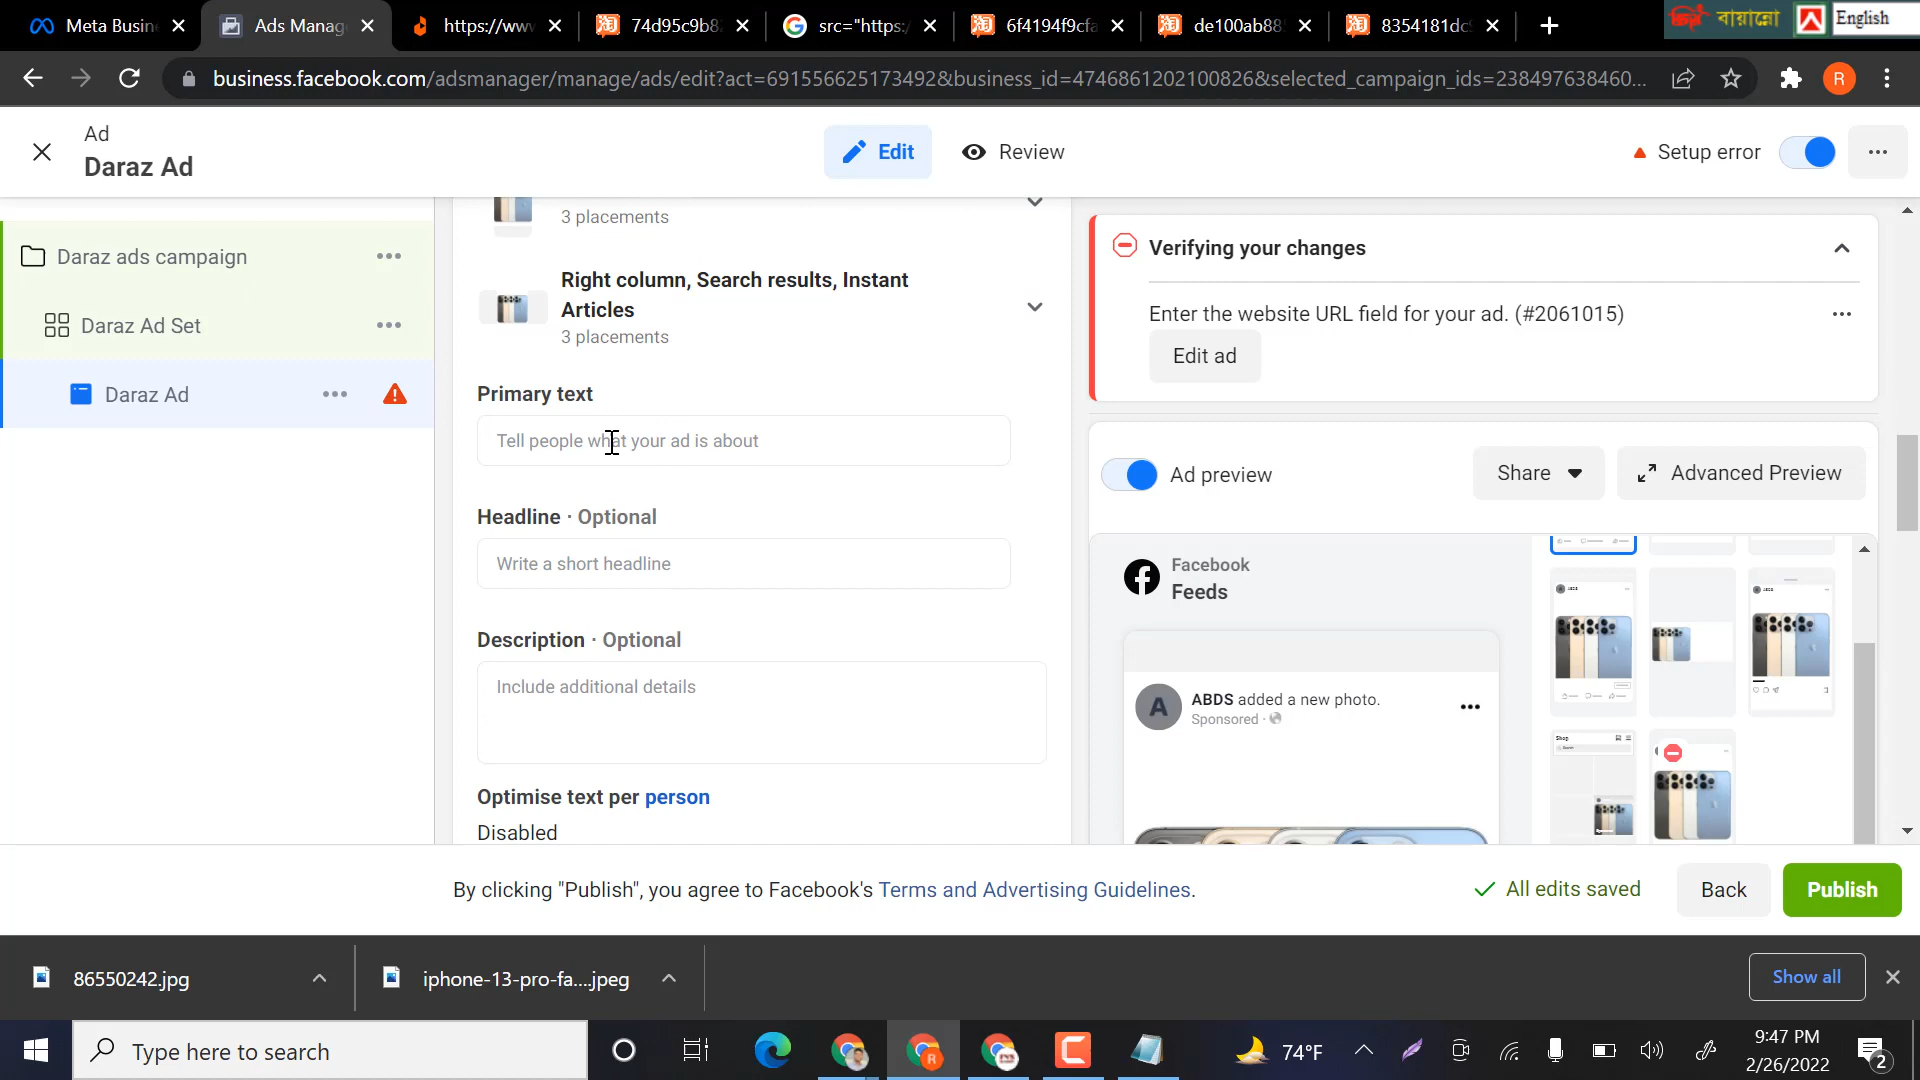 Meta Busin
Ads Manag
https://www
74d95c9b8
src="https:/
6f4194f9cfa
de100ab88
8354181dc
বায়ান্নো
English
business.facebook.com/adsmanager/manage/ads/edit?act=691556625173492&business_id=4746861202100826&selected_campaign_ids=238497638460...
R
Ad
Daraz Ad
Edit
Review
Setup error
Daraz ads campaign
Daraz Ad Set
Daraz Ad
3 placements
Right column, Search results, Instant
Articles
3 placements
Primary text
Tell people what your ad is about
Headline · Optional
Write a short headline
Description · Optional
Include additional details
Optimise text per person
Disabled
Verifying your changes
Enter the website URL field for your ad. (#2061015)
Edit ad
Ad preview
Share
Advanced Preview
Facebook
Feeds
A
ABDS added a new photo.
Sponsored ·
ABDS
ABDS
Shop
By clicking "Publish", you agree to Facebook's Terms and Advertising Guidelines.
All edits saved
Back
Publish
86550242.jpg
iphone-13-pro-fa....jpeg
Show all
Type here to search
R
74°F
9:47 PM
2/26/2022
2